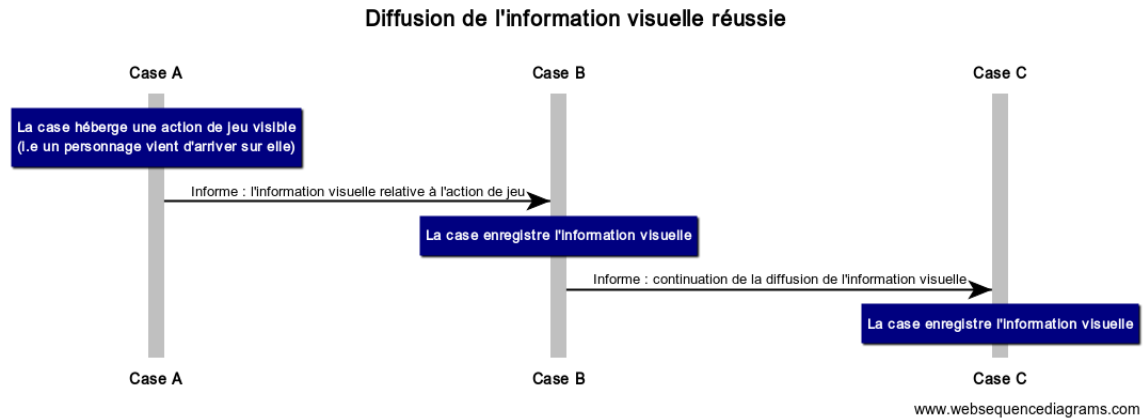 Diffusion de l'information visuelle réussie
Case A
Case B
Case C
La case héberge une action de jeu visible
(i.e un personnage vient d'arriver sur elle)
Informe : l'information visuelle relative à l'action de jeu
La case enregistre l'information visuelle
Informe : continuation de la diffusion de l'information visuelle
La case enregistre l'information visuelle
Case A
Case B
Case C
www.websequencediagrams.com